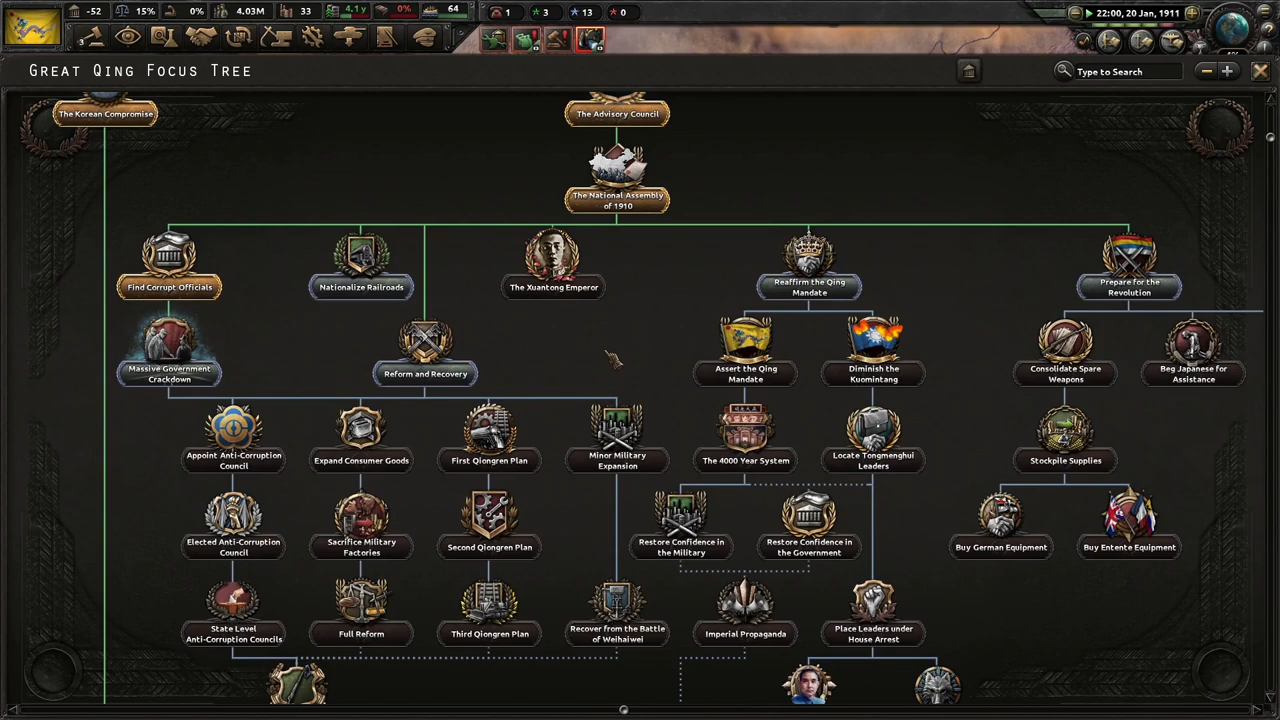 -52
15%
0%
4.03M
33
4.1y
0%
64
1
3
13
0
22:00, 20 Jan, 1911
3
GREAT QING FOCUS TREE
Type to Search
The Korean Compromise
The Advisory Council
The National Assembly
of 1910
Find Corrupt Officials
Nationalize Railroads
The Xuantong Emperor
Reaffirm the Qing
Mandate
Prepare for the
Revolution
Massive Government
Crackdown
Reform and Recovery
Assert the Qing
Mandate
Diminish the
Kuomintang
Consolidate Spare
Weapons
Beg Japanese for
Assistance
Appoint Anti-Corruption
Council
Expand Consumer Goods
First Qiongren Plan
Minor Military
Expansion
The 4000 Year System
Locate Tongmenghui
Leaders
Stockpile Supplies
Elected Anti-Corruption
Council
Sacrifice Military
Factories
Second Qiongren Plan
Restore Confidence in
the Military
Restore Confidence in
the Government
Buy German Equipment
Buy Entente Equipment
State Level
Anti-Corruption Councils
Full Reform
Third Qiongren Plan
Recover from the Battle
of Weihaiwei
Imperial Propaganda
Place Leaders under
House Arrest